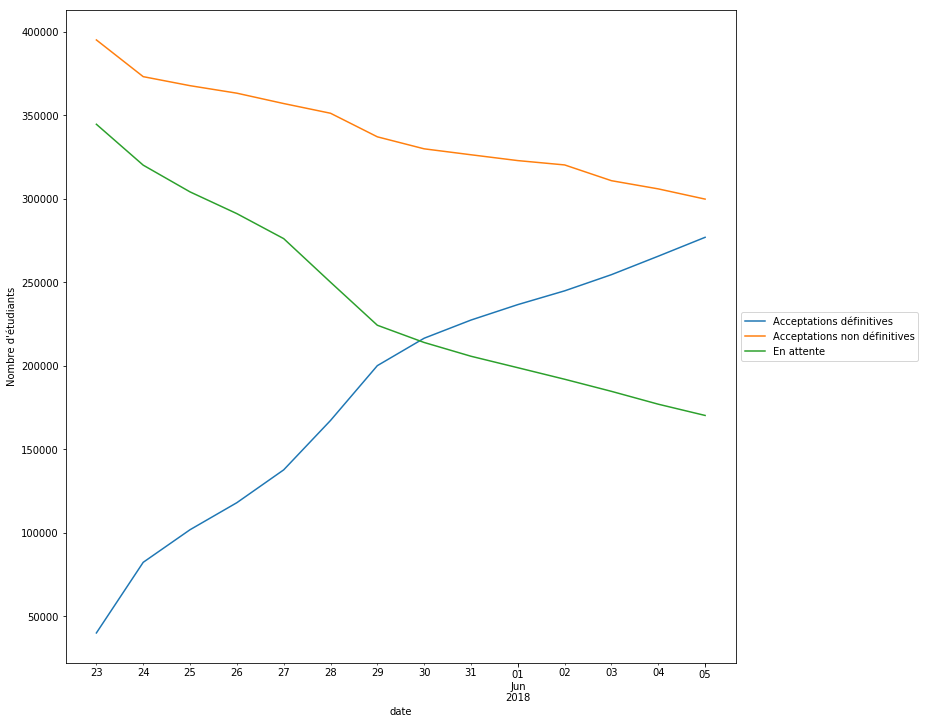 400000
350000
300000
250000
200000
150000
100000
50000
Nombre d'étudiants
23 24 25 26 27 28 29 30 31 01 02 03 04 05
Jun
2018
date
Acceptations définitives
Acceptations non définitives
En attente